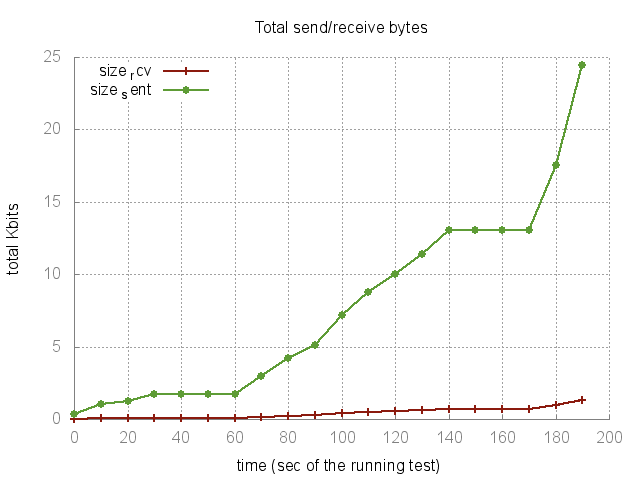 Total send/receive bytes
25
20
15
10
5
0
total Kbits
size rcv
size sent
0 20 40 60 80 100 120 140 160 180 200
time (sec of the running test)